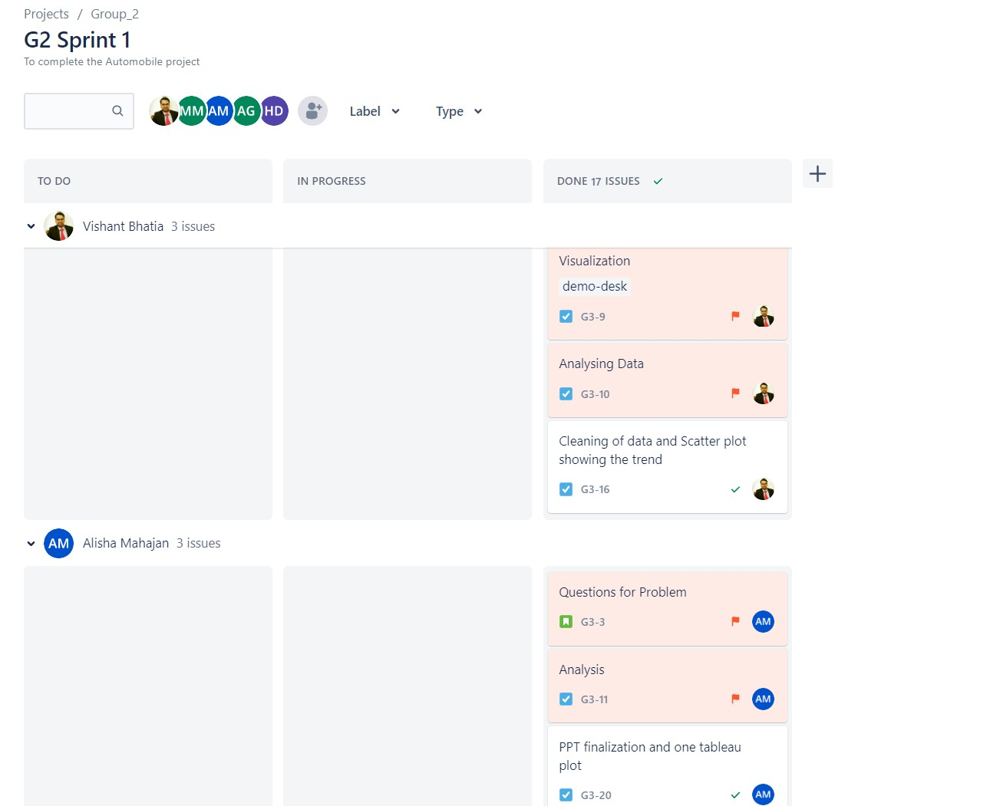 Projects / Group_2
G2 Sprint 1
To complete the Automobile project
MM AM AG HD Label Type
TO DO IN PROGRESS DONE 17 ISSUES
Vishant Bhatia 3 issues
Visualization
demo-desk
G3-9
Analysing Data
G3-10
Cleaning of data and Scatter plot
showing the trend
G3-16
AM Alisha Mahajan 3 issues
Questions for Problem
G3-3 AM
Analysis
G3-11 AM
PPT finalization and one tableau
plot
G3-20 AM